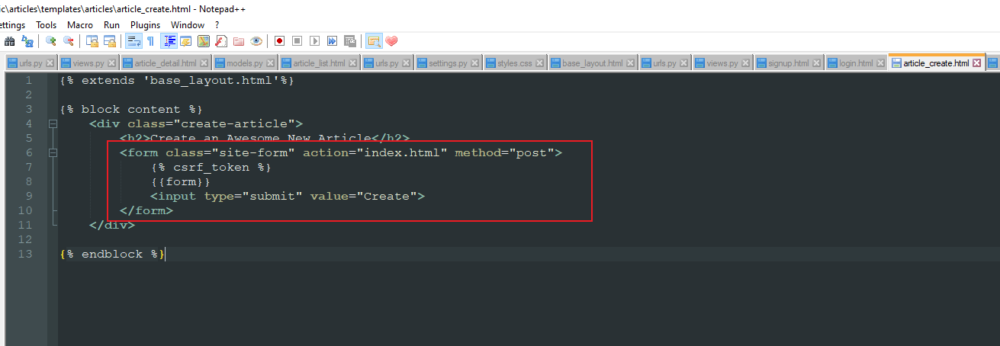 ic\articles\templates\articles\article_create.html - Notepad++
ettings Tools Macro Run Plugins Window ?
urls.py views.py article_detail.html models.py article_list.html urls.py settings.py styles.css base_layout.html urls.py views.py signup.html login.html article_create.html
1 {% extends 'base_layout.html'%}
2
3 {% block content %}
4 <div class="create-article">
5 <h2>Create an Awesome New Article</h2>
6 <form class="site-form" action="index.html" method="post">
7 {% csrf_token %}
8 {{form}}
9 <input type="submit" value="Create">
10 </form>
11 </div>
12
13 {% endblock %}